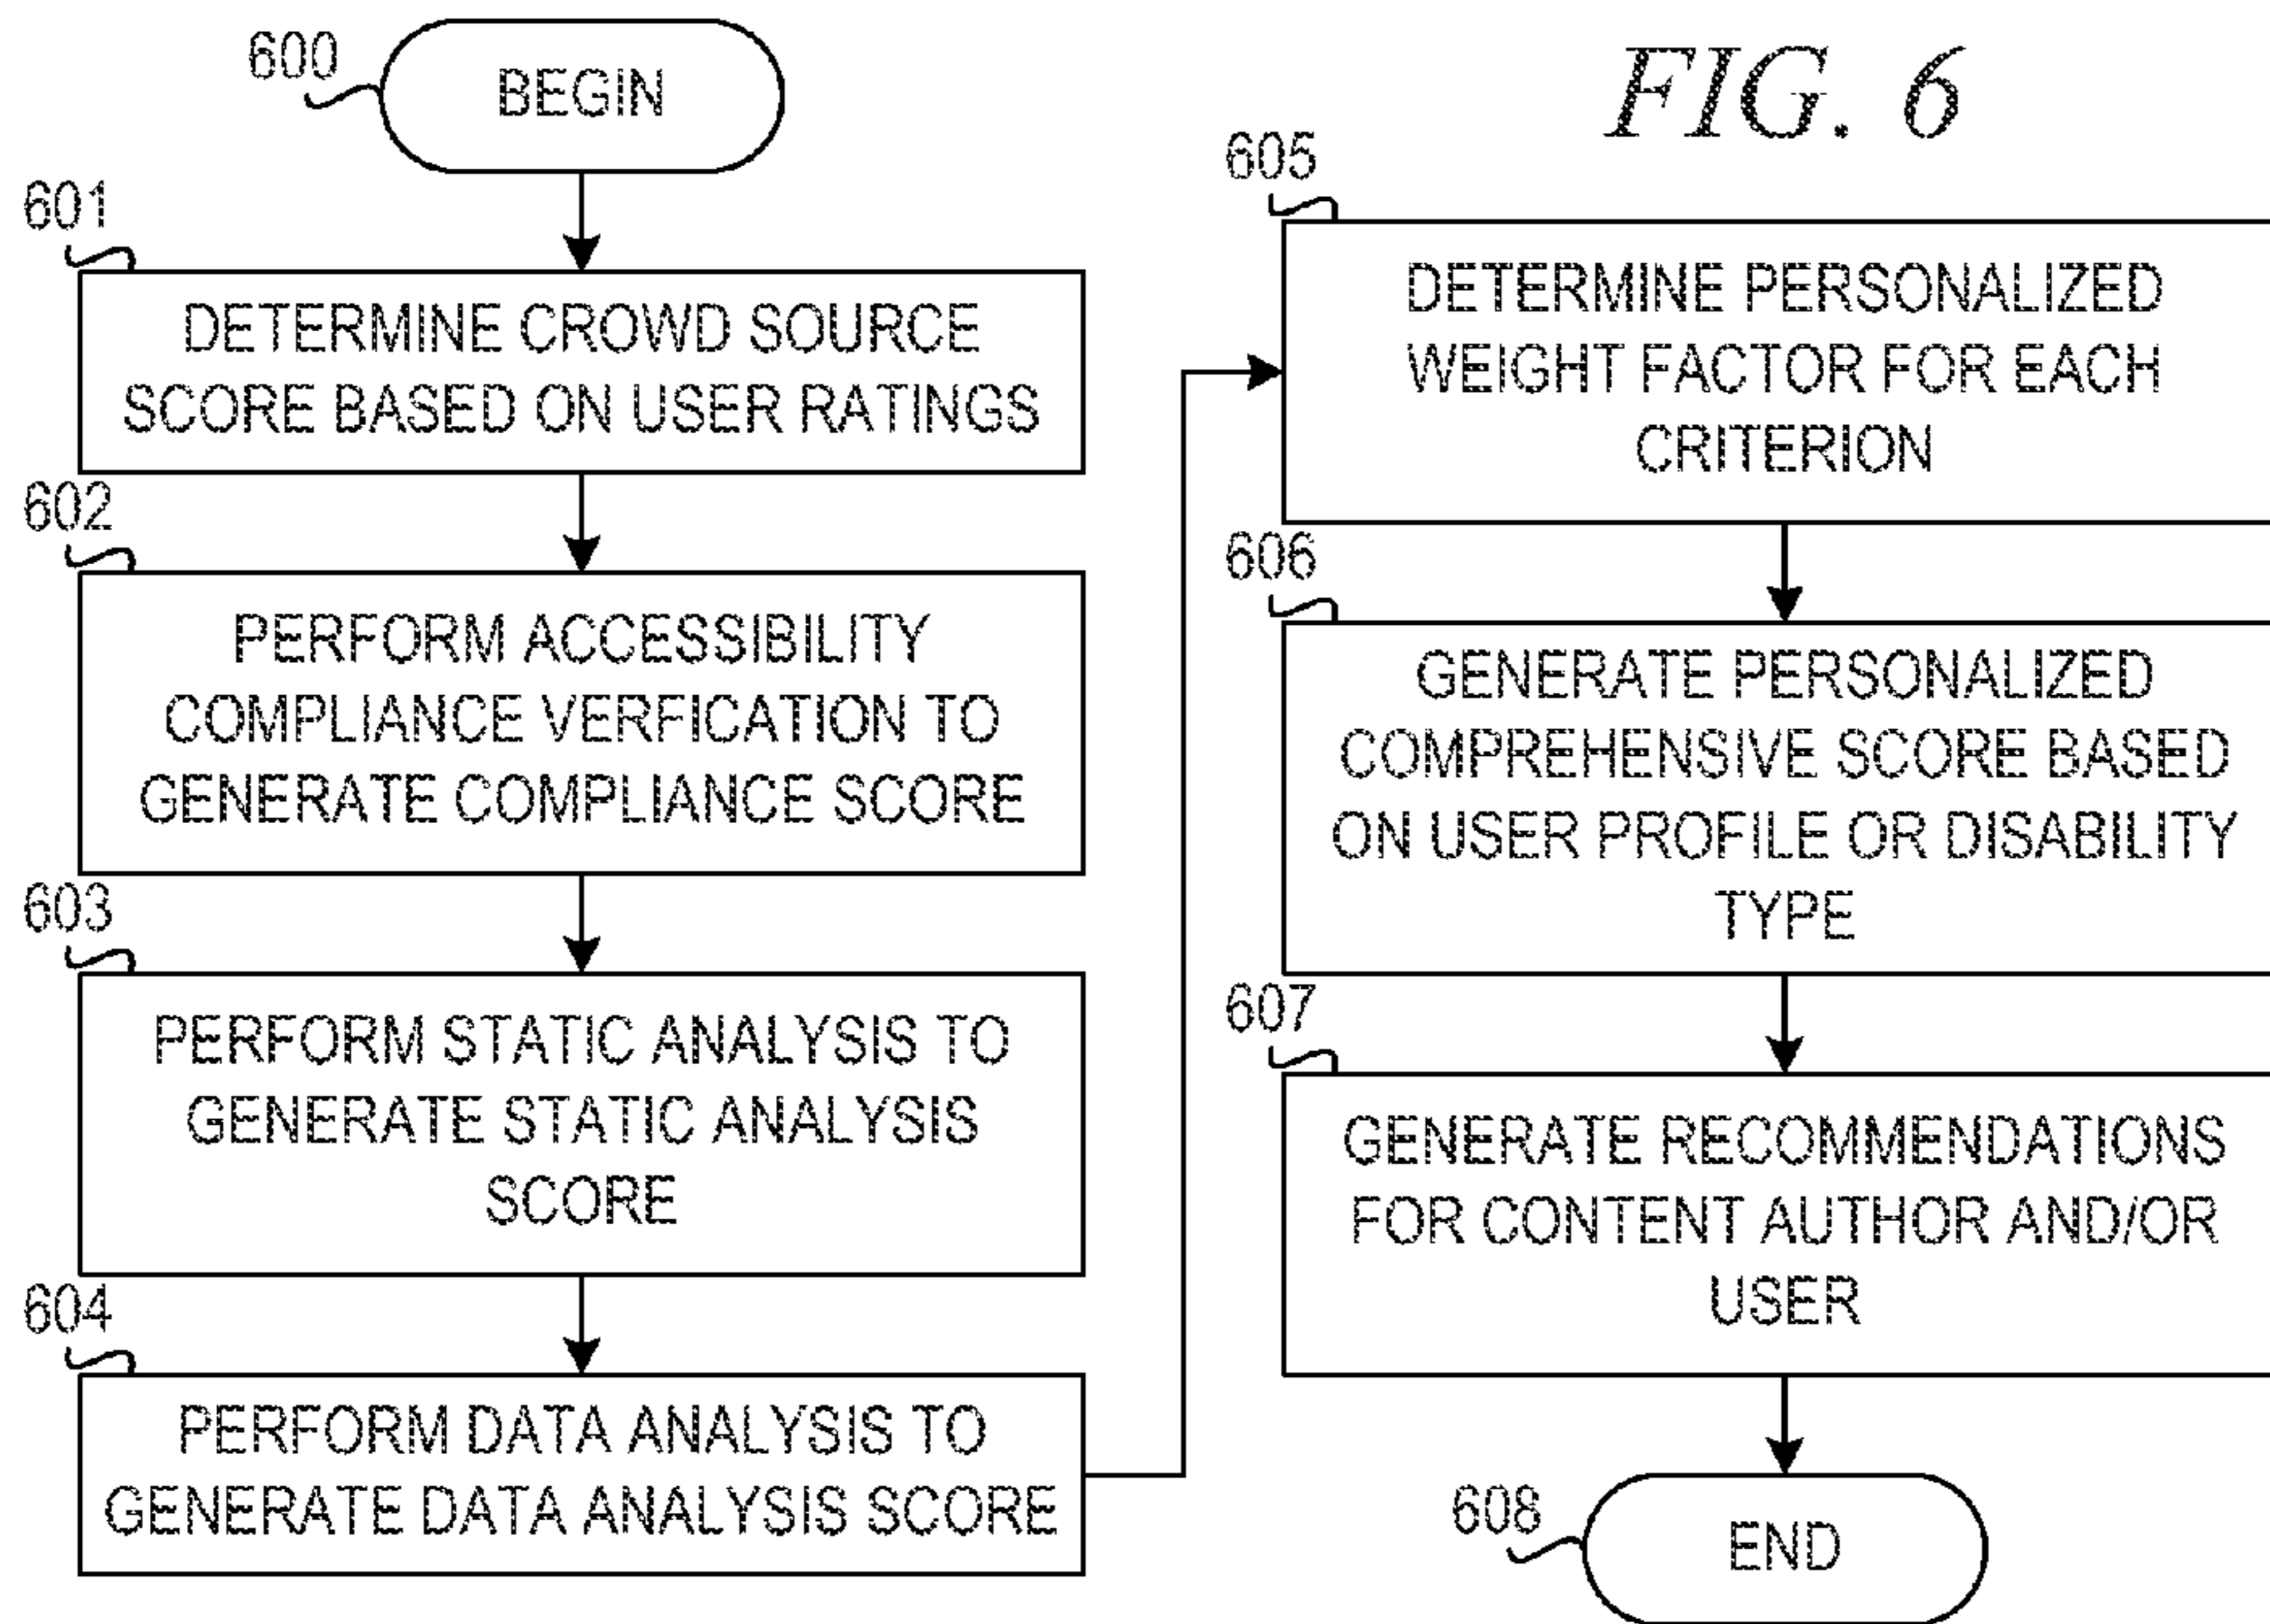 FIG. 6
600
BEGIN
601
DETERMINE CROWD SOURCE
SCORE BASED ON USER RATINGS
602
PERFORM ACCESSIBILITY
COMPLIANCE VERFICATION TO
GENERATE COMPLIANCE SCORE
603
PERFORM STATIC ANALYSIS TO
GENERATE STATIC ANALYSIS
SCORE
604
PERFORM DATA ANALYSIS TO
GENERATE DATA ANALYSIS SCORE
605
DETERMINE PERSONALIZED
WEIGHT FACTOR FOR EACH
CRITERION
606
GENERATE PERSONALIZED
COMPREHENSIVE SCORE BASED
ON USER PROFILE OR DISABILITY
TYPE
607
GENERATE RECOMMENDATIONS
FOR CONTENT AUTHOR AND/OR
USER
608
END